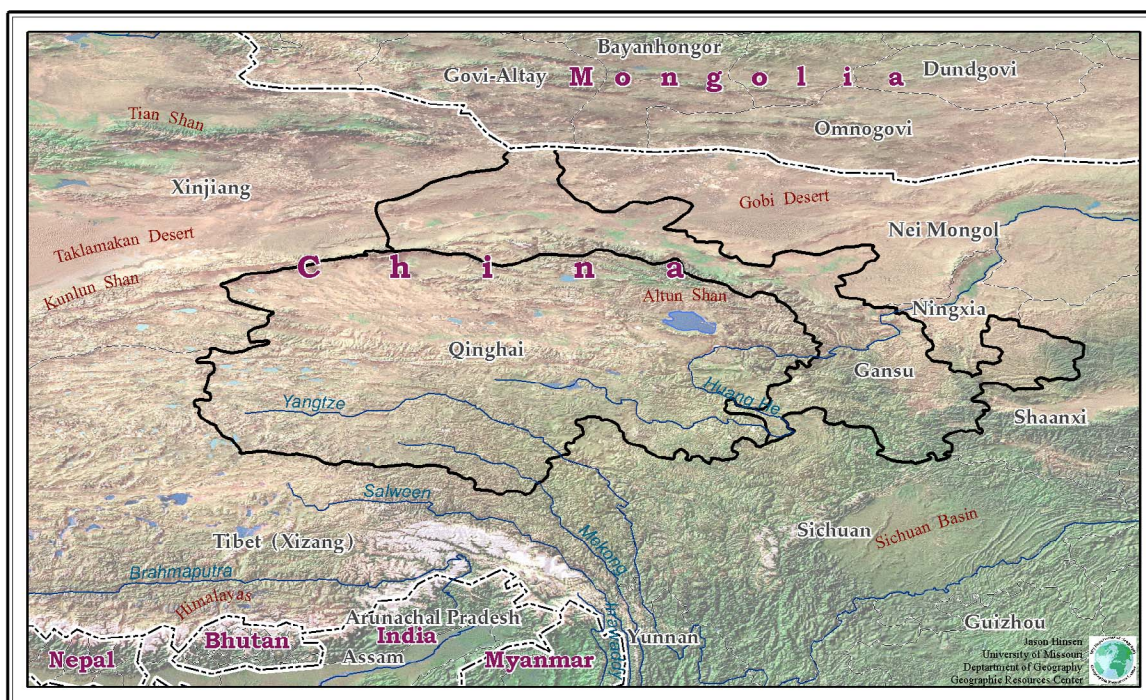 Bayanhongor
Govi-Altay
Mongolia
Dundgovi
Tian Shan
Omnogovi
Xinjiang
Gobi Desert
Nei Mongol
Taklamakan Desert
China
Kunlun Shan
Altun Shan
Ningxia
Qinghai
Gansu
Huang He
Yangtze
Shaanxi
Salween
Sichuan
Sichuan Basin
Tibet (Xizang)
Mekong
Brahmaputra
Himalayas
Arunachal Pradesh
Irrawaddy
Bhutan
India
Yunnan
Guizhou
Nepal
Assam
Myanmar
Jason Hinsen
University of Missouri
Deptartment of Geography
Geographic Resources Center